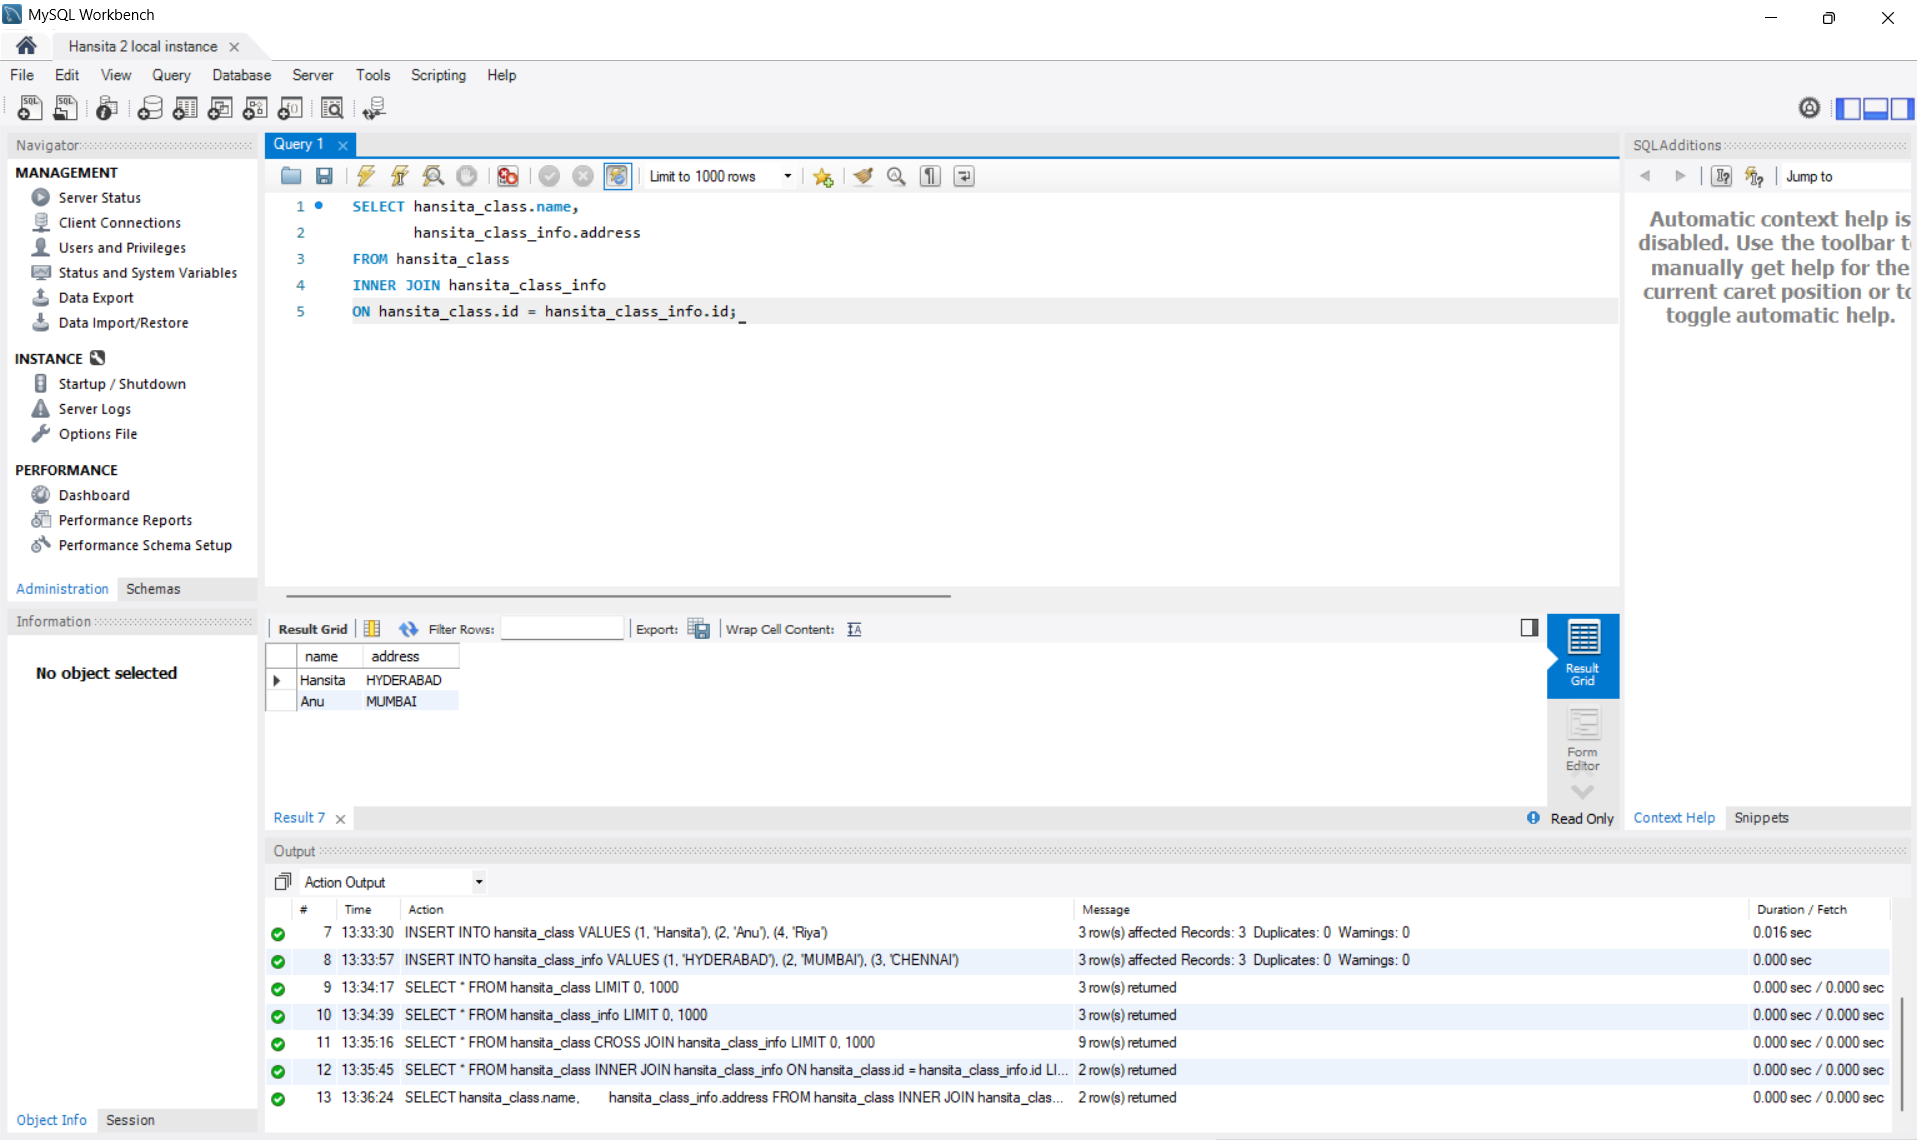 MySQL Workbench
Hansita 2 local instance
File Edit View Query Database Server Tools Scripting Help
Navigator
MANAGEMENT
Server Status
Client Connections
Users and Privileges
Status and System Variables
Data Export
Data Import/Restore
INSTANCE
Startup / Shutdown
Server Logs
Options File
PERFORMANCE
Dashboard
Performance Reports
Performance Schema Setup
Administration Schemas
Information
No object selected
Object Info Session
Query 1
Limit to 1000 rows
1 SELECT hansita_class.name,
2 hansita_class_info.address
3 FROM hansita_class
4 INNER JOIN hansita_class_info
5 ON hansita_class.id = hansita_class_info.id;
Result Grid Filter Rows: Export: Wrap Cell Content:
name address
Hansita HYDERABAD
Anu MUMBAI
Result Grid
Form Editor
Result 7 Read Only
SQLAdditions
Jump to
Automatic context help is
disabled. Use the toolbar t
manually get help for the
current caret position or to
toggle automatic help.
Context Help Snippets
Output
Action Output
# Time Action Message Duration / Fetch
7 13:33:30 INSERT INTO hansita_class VALUES (1, 'Hansita'), (2, 'Anu'), (4, 'Riya') 3 row(s) affected Records: 3 Duplicates: 0 Warnings: 0 0.016 sec
8 13:33:57 INSERT INTO hansita_class_info VALUES (1, 'HYDERABAD'), (2, 'MUMBAI'), (3, 'CHENNAI') 3 row(s) affected Records: 3 Duplicates: 0 Warnings: 0 0.000 sec
9 13:34:17 SELECT * FROM hansita_class LIMIT 0, 1000 3 row(s) returned 0.000 sec / 0.000 sec
10 13:34:39 SELECT * FROM hansita_class_info LIMIT 0, 1000 3 row(s) returned 0.000 sec / 0.000 sec
11 13:35:16 SELECT * FROM hansita_class CROSS JOIN hansita_class_info LIMIT 0, 1000 9 row(s) returned 0.000 sec / 0.000 sec
12 13:35:45 SELECT * FROM hansita_class INNER JOIN hansita_class_info ON hansita_class.id = hansita_class_info.id LI... 2 row(s) returned 0.000 sec / 0.000 sec
13 13:36:24 SELECT hansita_class.name, hansita_class_info.address FROM hansita_class INNER JOIN hansita_clas... 2 row(s) returned 0.000 sec / 0.000 sec